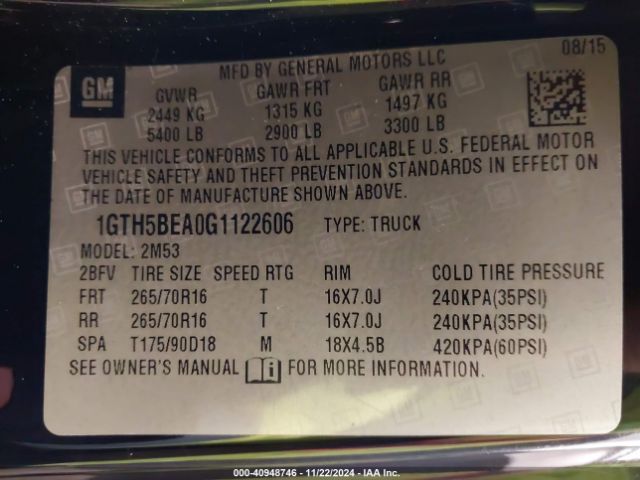 08/15
MFD BY GENERAL MOTORS LLC
GM
GVWR GAWR FRT GAWR RR
2449 KG 1315 KG 1497 KG
5400 LB 2900 LB 3300 LB
THIS VEHICLE CONFORMS TO ALL APPLICABLE U.S. FEDERAL MOTOR
VEHICLE SAFETY AND THEFT PREVENTION STANDARDS IN EFFECT ON
THE DATE OF MANUFACTURE SHOWN ABOVE.
1GTH5BEA0G1122606 TYPE: TRUCK
MODEL: 2M53
2BFV TIRE SIZE SPEED RTG RIM COLD TIRE PRESSURE
FRT 265/70R16 T 16X7.0J 240KPA(35PSI)
RR 265/70R16 T 16X7.0J 240KPA(35PSI)
SPA T175/90D18 M 18X4.5B 420KPA(60PSI)
SEE OWNER'S MANUAL i FOR MORE INFORMATION.
000-40948746 - 11/22/2024 - IAA Inc.